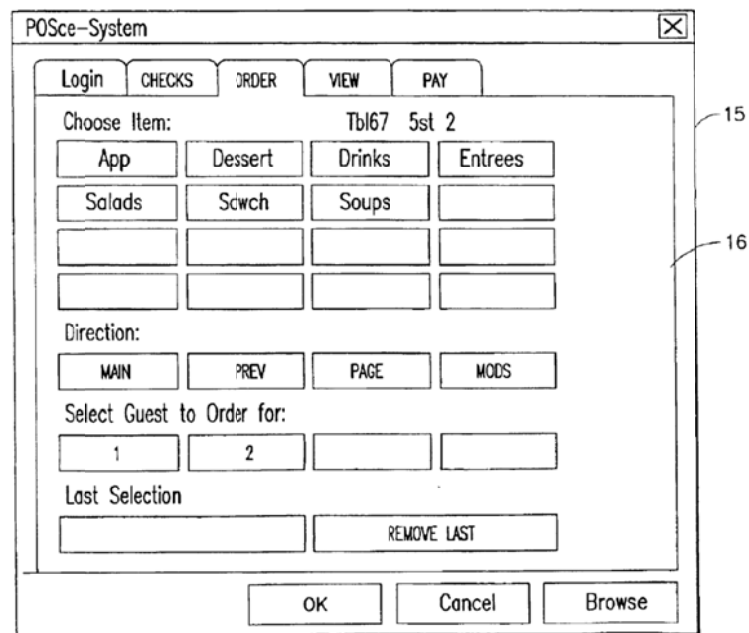 POSce-System
Login CHECKS ORDER VIEW PAY
Choose Item: Tbl67 5st 2
App Dessert Drinks Entrees
Salads Sdwch Soups
Direction:
MAIN PREV PAGE MODS
Select Guest to Order for:
1 2
Last Selection
REMOVE LAST
OK Cancel Browse
15
16